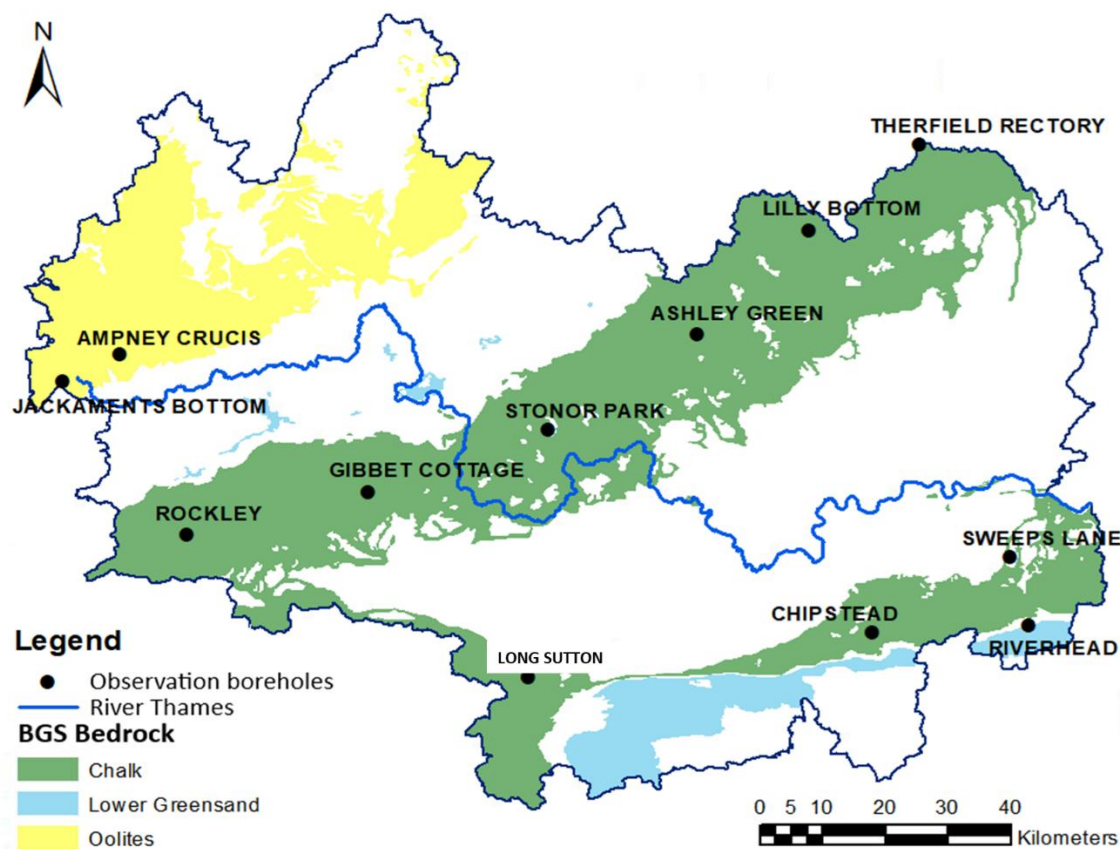 N
THERFIELD RECTORY
LILLY BOTTOM
ASHLEY GREEN
AMPNEY CRUCIS
JACKAMENTS BOTTOM
STONOR PARK
GIBBET COTTAGE
ROCKLEY
SWEEPS LANE
CHIPSTEAD
RIVERHEAD
LONG SUTTON
Legend
Observation boreholes
River Thames
BGS Bedrock
Chalk
Lower Greensand
Oolites
0 5 10 20 30 40
Kilometers